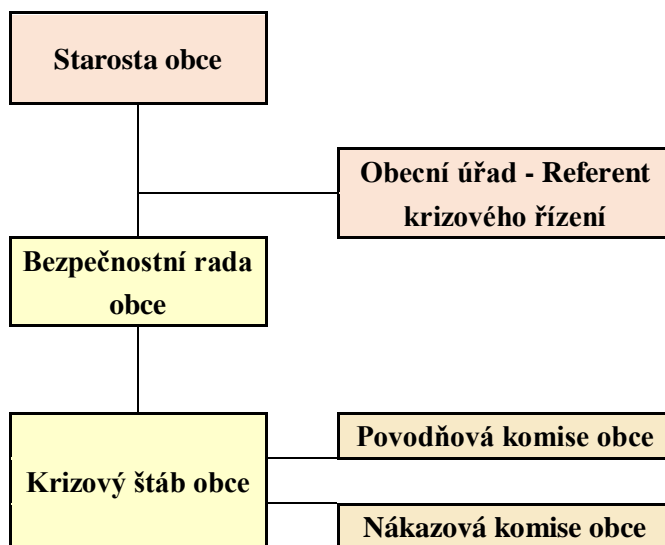 Starosta obce
Obecní úřad - Referent
krizového řízení
Bezpečnostní rada
obce
Povodňová komise obce
Krizový štáb obce
Nákazová komise obce